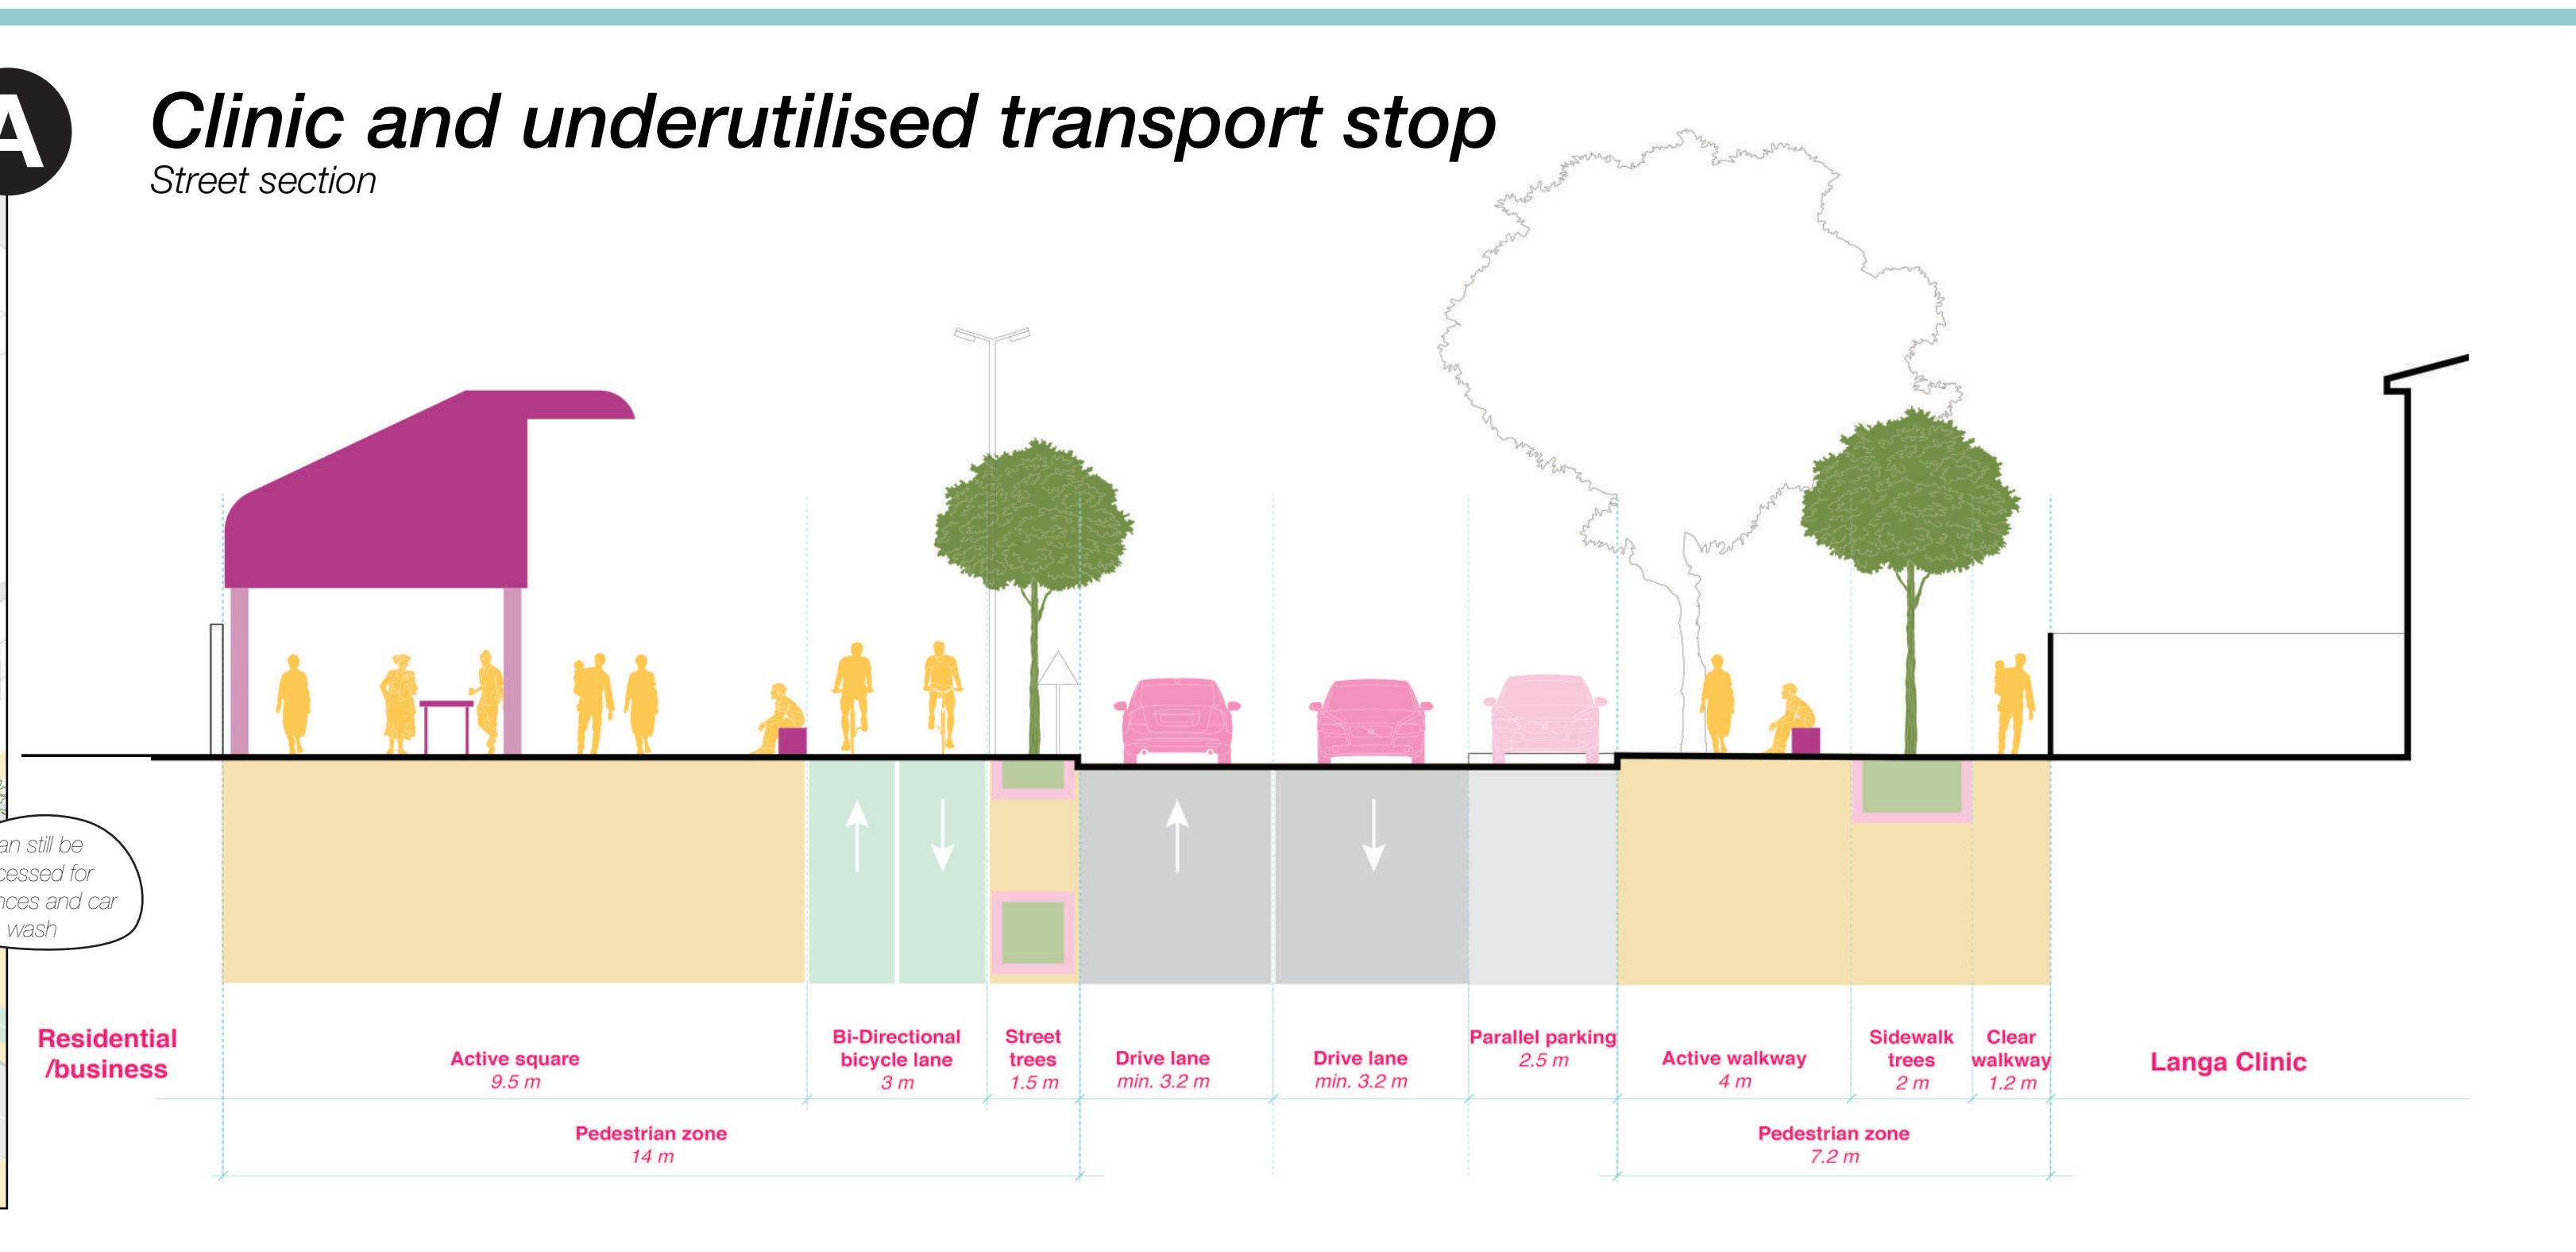 A
Clinic and underutilised transport stop
Street section
still be
for
and car
wash
Residential
/business
Active square
9.5 m
Bi-Directional
bicycle lane
3 m
Street
trees
1.5 m
Drive lane
min. 3.2 m
Drive lane
min. 3.2 m
Parallel parking
2.5 m
Active walkway
4 m
Sidewalk
trees
2 m
Clear
walkway
1.2 m
Langa Clinic
Pedestrian zone
14 m
Pedestrian zone
7.2 m